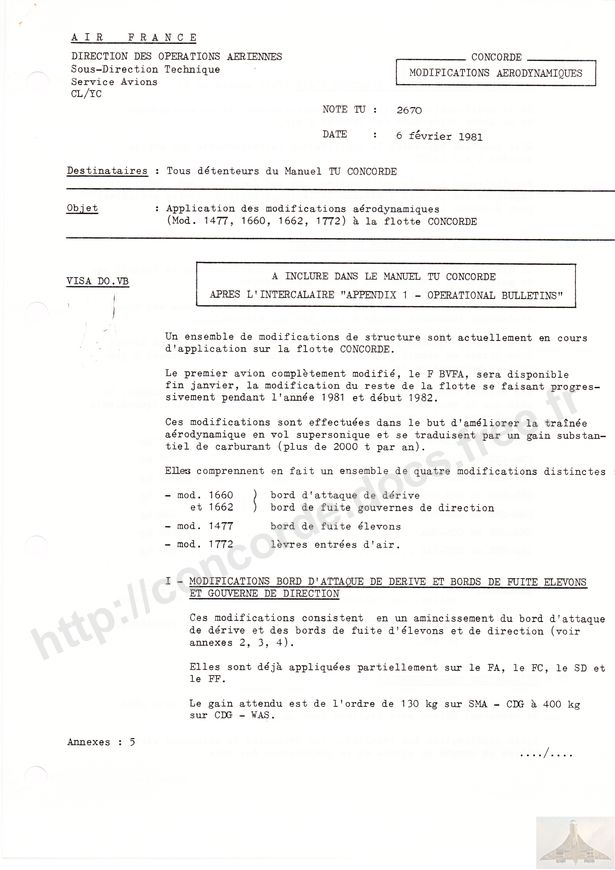 AIR FRANCE
DIRECTION DES OPERATIONS AERIENNES
Sous-Direction Technique
Service Avions
CL/YC
CONCORDE
MODIFICATIONS AERODYNAMIQUES
NOTE TU : 2670
DATE : 6 février 1981
Destinataires : Tous détenteurs du Manuel TU CONCORDE
Objet : Application des modifications aérodynamiques
(Mod. 1477, 1660, 1662, 1772) à la flotte CONCORDE
VISA DO.VB
A INCLURE DANS LE MANUEL TU CONCORDE
APRES L'INTERCALAIRE "APPENDIX 1 - OPERATIONAL BULLETINS"
Un ensemble de modifications de structure sont actuellement en cours
d'application sur la flotte CONCORDE.
Le premier avion complètement modifié, le F BVFA, sera disponible
fin janvier, la modification du reste de la flotte se faisant progres-
sivement pendant l'année 1981 et début 1982.
Ces modifications sont effectuées dans le but d'améliorer la traînée
aérodynamique en vol supersonique et se traduisent par un gain substan-
tiel de carburant (plus de 2000 t par an).
Elles comprennent en fait un ensemble de quatre modifications distinctes :
- mod. 1660 ) bord d'attaque de dérive
et 1662 ) bord de fuite gouvernes de direction
- mod. 1477 bord de fuite élevons
- mod. 1772 lèvres entrées d'air.
I - MODIFICATIONS BORD D'ATTAQUE DE DERIVE ET BORDS DE FUITE ELEVONS
ET GOUVERNE DE DIRECTION
Ces modifications consistent en un amincissement du bord d'attaque
de dérive et des bords de fuite d'élevons et de direction (voir
annexes 2, 3, 4).
Elles sont déjà appliquées partiellement sur le FA, le FC, le SD et
le FF.
Le gain attendu est de l'ordre de 130 kg sur SMA - CDG à 400 kg
sur CDG - WAS.
Annexes : 5
..../....
http://concorde.docs.free.fr